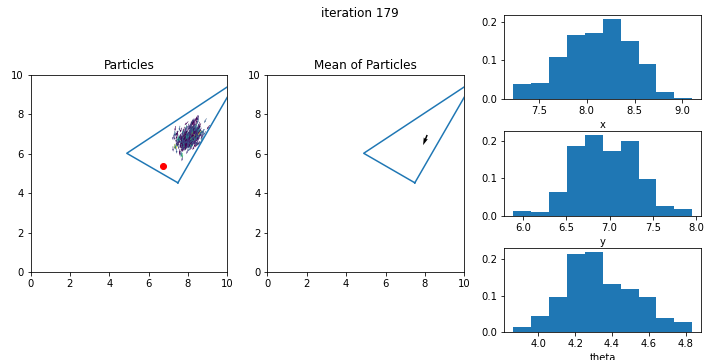 iteration 179
Particles
10
8
6
4
2
0
0 2 4 6 8 10
Mean of Particles
10
8
6
4
2
0
0 2 4 6 8 10
0.2
0.1
0.0
7.5 8.0 8.5 9.0
x
0.2
0.1
0.0
6.0 6.5 7.0 7.5 8.0
y
0.2
0.1
0.0
4.0 4.2 4.4 4.6 4.8
theta